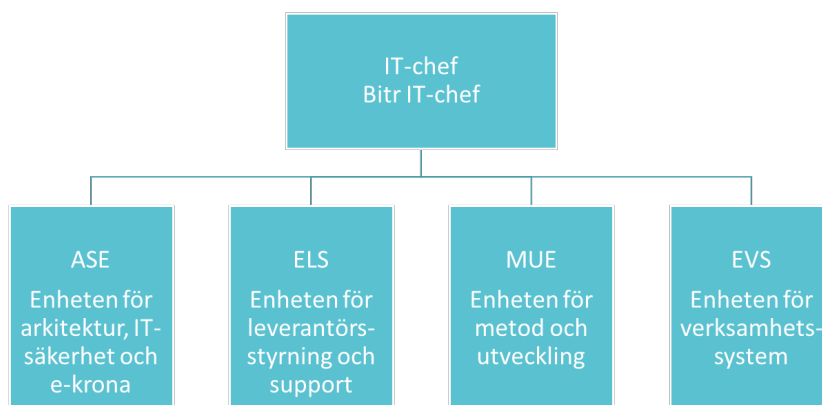 IT-chef
Bitr IT-chef
ASE
Enheten för
arkitektur, IT-
säkerhet och
e-krona
ELS
Enheten för
leverantörs-
styrning och
support
MUE
Enheten för
metod och
utveckling
EVS
Enheten för
verksamhets-
system